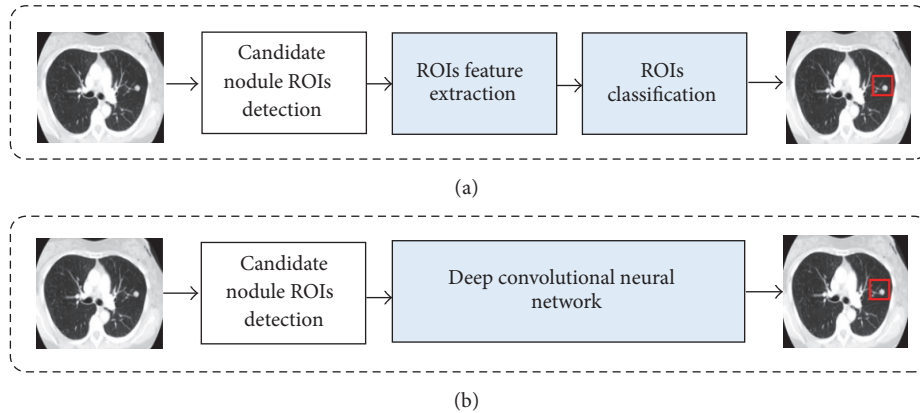 Candidate
nodule ROIs
detection
ROIs feature
extraction
ROIs
classification
(a)
Candidate
nodule ROIs
detection
Deep convolutional neural
network
(b)